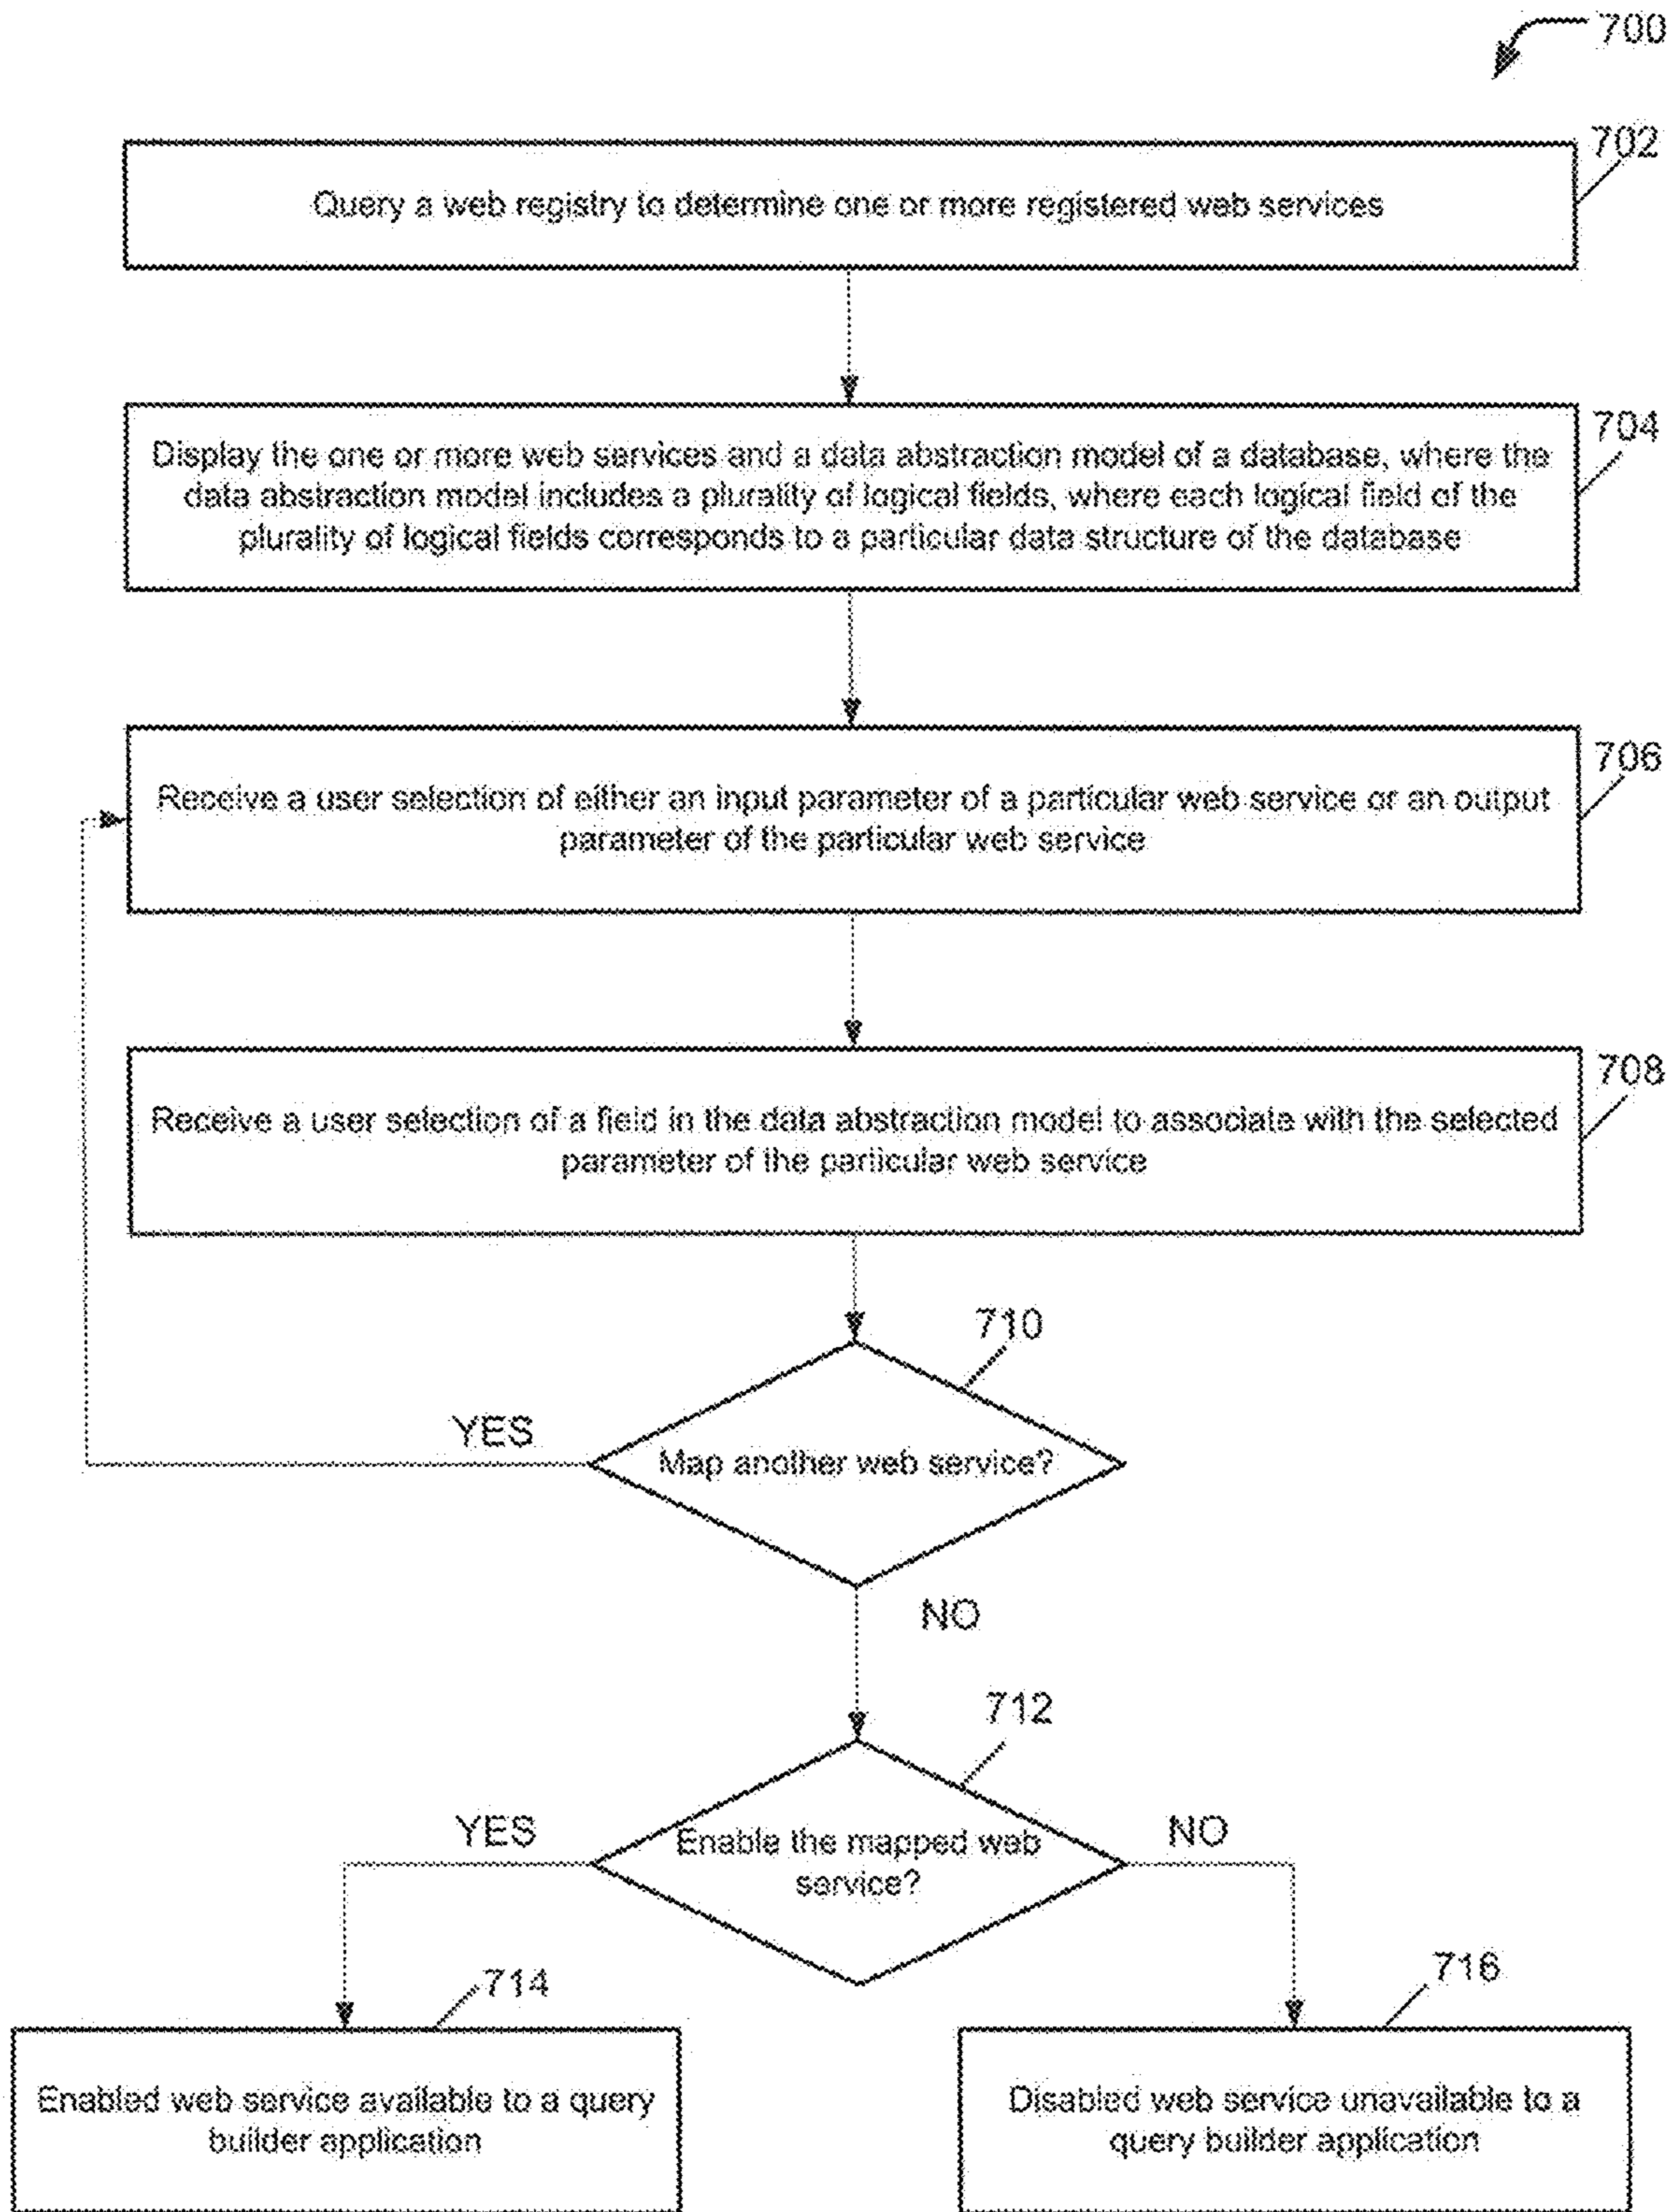 700
702
Query a web registry to determine one or more registered web services
704
Display the one or more web services and a data abstraction model of a database, where the
data abstraction model includes a plurality of logical fields, where each logical field of the
plurality of logical fields corresponds to a particular data structure of the database
706
Receive a user selection of either an input parameter of a particular web service or an output
parameter of the particular web service
708
Receive a user selection of a field in the data abstraction model to associate with the selected
parameter of the particular web service
710
YES
Map another web service?
NO
712
YES
NO
Enable the mapped web
service?
714
716
Enabled web service available to a query
builder application
Disabled web service unavailable to a
query builder application